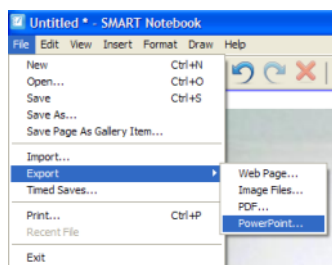 Untitled * - SMART Notebook
File Edit View Insert Format Draw Help
New Ctrl+N
Open... Ctrl+O
Save Ctrl+S
Save As...
Save Page As Gallery Item...
Import...
Export
Timed Saves...
Print... Ctrl+P
Recent File
Exit
Web Page...
Image Files...
PDF...
PowerPoint...